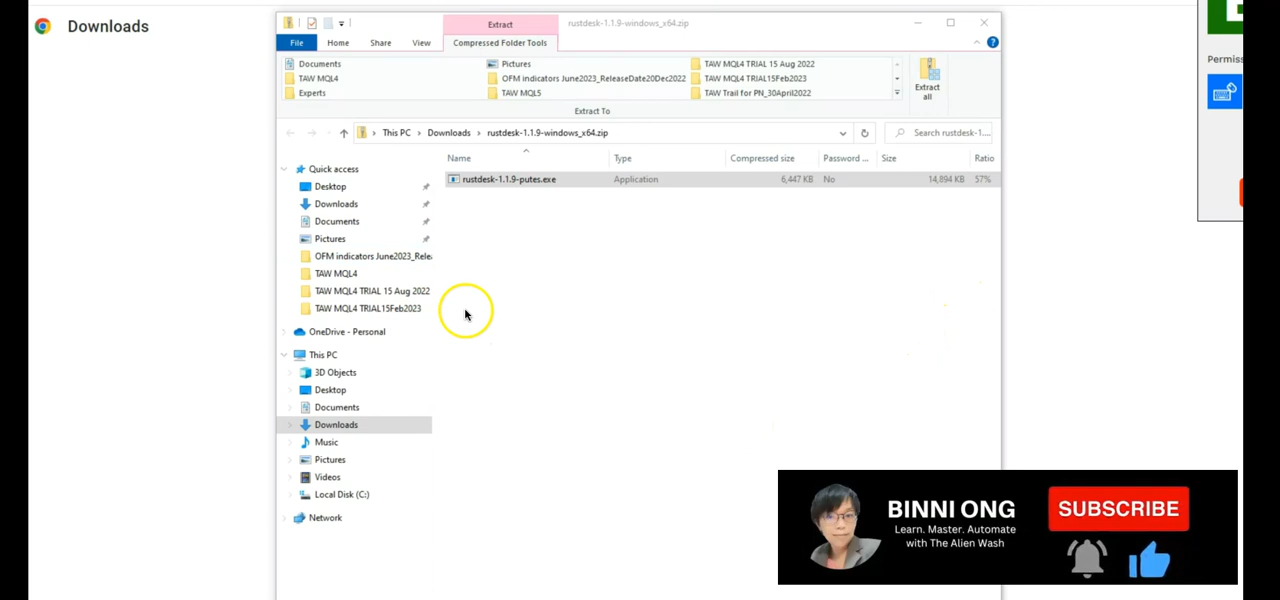 Downloads
Extract
rustdesk-1.1.9-windows_x64.zip
File Home Share View Compressed Folder Tools
Documents Pictures TAW MQL4 TRIAL 15 Aug 2022
TAW MQL4 OFM indicators June2023_ReleaseDate20Dec2022 TAW MQL4 TRIAL15Feb2023
Experts TAW MQL5 TAW Trail for PN_30April2022
Extract
all
Extract To
This PC Downloads rustdesk-1.1.9-windows_x64.zip Search rustdesk-1....
Name Type Compressed size Password ... Size Ratio
rustdesk-1.1.9-putes.exe Application 6,447 KB No 14,894 KB 57%
Quick access
Desktop
Downloads
Documents
Pictures
OFM indicators June2023_Rele
TAW MQL4
TAW MQL4 TRIAL 15 Aug 2022
TAW MQL4 TRIAL15Feb2023
OneDrive - Personal
This PC
3D Objects
Desktop
Documents
Downloads
Music
Pictures
Videos
Local Disk (C:)
Network
Permiss
BINNI ONG
Learn. Master. Automate
with The Alien Wash
SUBSCRIBE